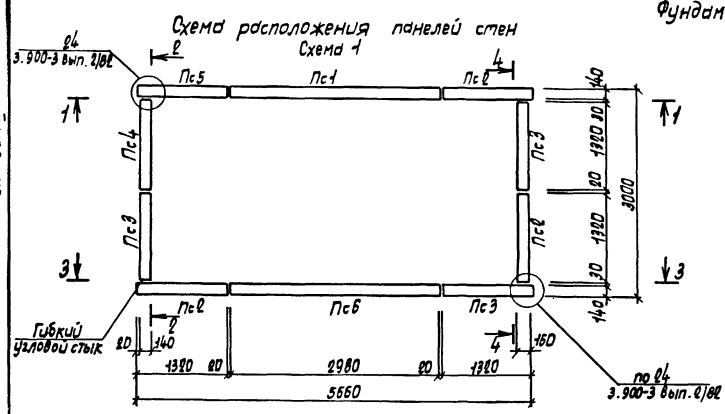 Фундам
Схема расположения панелей стен
Схема 1
24
3.900-3 вып. 2/82
2
4
Пс5
Пс1
Пс2
1
1
Пс4
Пс3
Пс3
Пс2
140
30
1320
20
1320
30
140
3000
3
3
Пс2
Пс6
Пс3
Гибкий
угловой стык
2
4
20
140
160
1320
20
2980
20
1320
5660
по 24
3.900-3 вып. 2/82